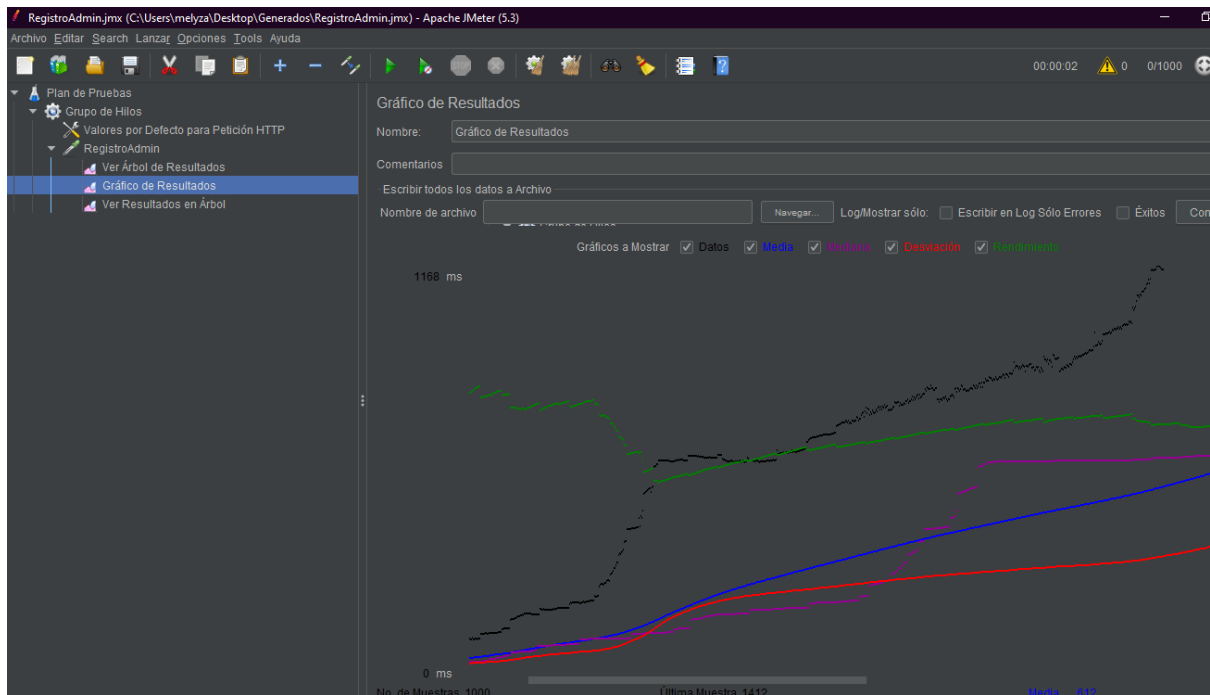 RegistroAdmin.jmx (C:\Users\melyza\Desktop\Generados\RegistroAdmin.jmx) - Apache JMeter (5.3)
Archivo Editar Search Lanzar Opciones Tools Ayuda
00:00:02 0 0/1000
Plan de Pruebas
Grupo de Hilos
Valores por Defecto para Petición HTTP
RegistroAdmin
Ver Árbol de Resultados
Gráfico de Resultados
Ver Resultados en Árbol
Gráfico de Resultados
Nombre: Gráfico de Resultados
Comentarios
Escribir todos los datos a Archivo
Nombre de archivo Navegar... Log/Mostrar sólo: Escribir en Log Sólo Errores Éxitos Con
Gráficos a Mostrar Datos Media Mediana Desviación Rendimiento
1168 ms
0 ms
No. de Muestras 1000 Última Muestra 1412 Media 612